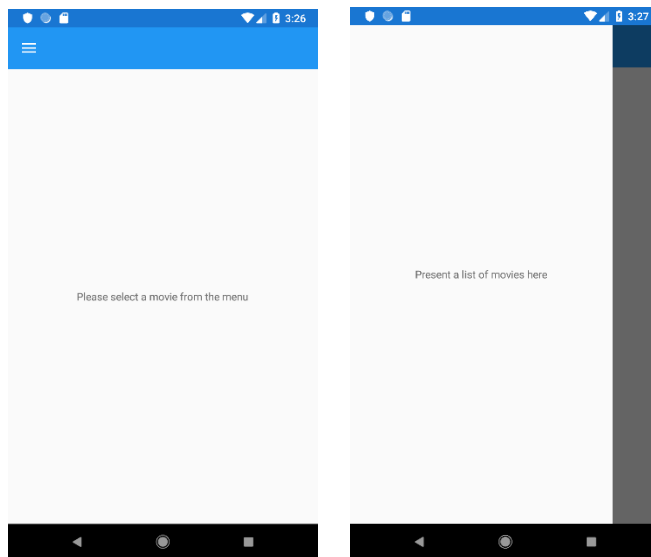 3:26
Please select a movie from the menu
3:27
Present a list of movies here